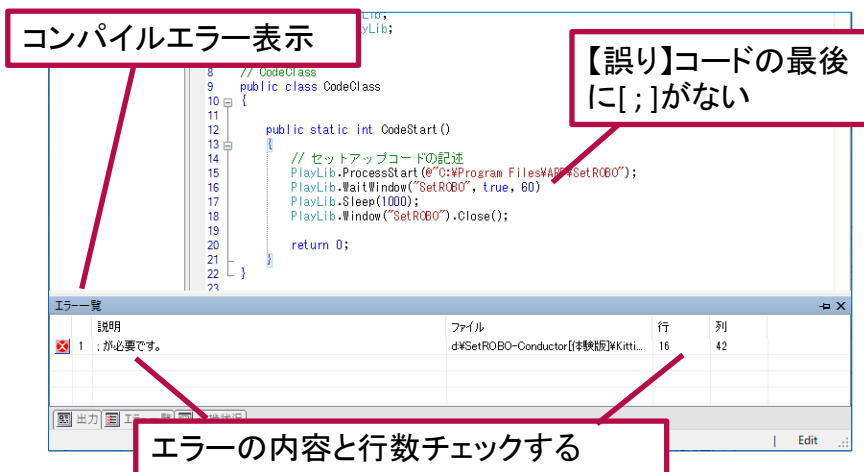 コンパイルエラー表示
yLib;
【誤り】コードの最後
に[ ; ]がない
8 // CodeClass
9 public class CodeClass
10 {
11
12 public static int CodeStart()
13 {
14 // セットアップコードの記述
15 PlayLib.ProcessStart(@"C:¥Program Files¥APP¥SetROBO");
16 PlayLib.WaitWindow("SetROBO", true, 60)
17 PlayLib.Sleep(1000);
18 PlayLib.Window("SetROBO").Close();
19
20 return 0;
21 }
22 }
23
エラー一覧
説明 ファイル 行 列
1 ; が必要です。 d:¥SetROBO-Conductor[体験版]¥Kitti... 16 42
出力
エラーの内容と行数チェックする
Edit